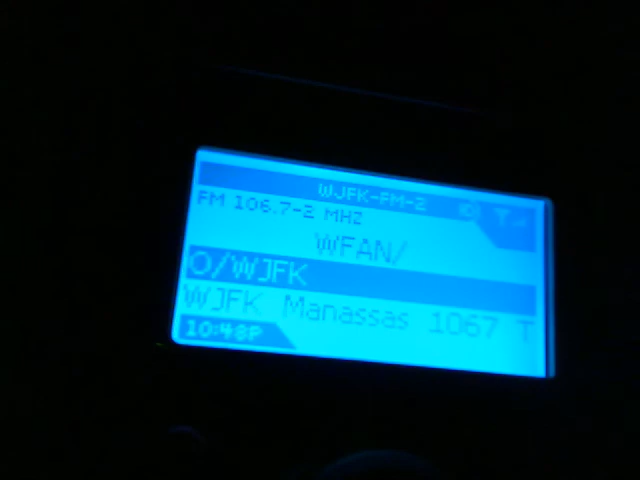 WJFK-FM-2
FM 106.7-2 MHZ
WFAN/
O/WJFK
WJFK Manassas 1067 T
10:48P